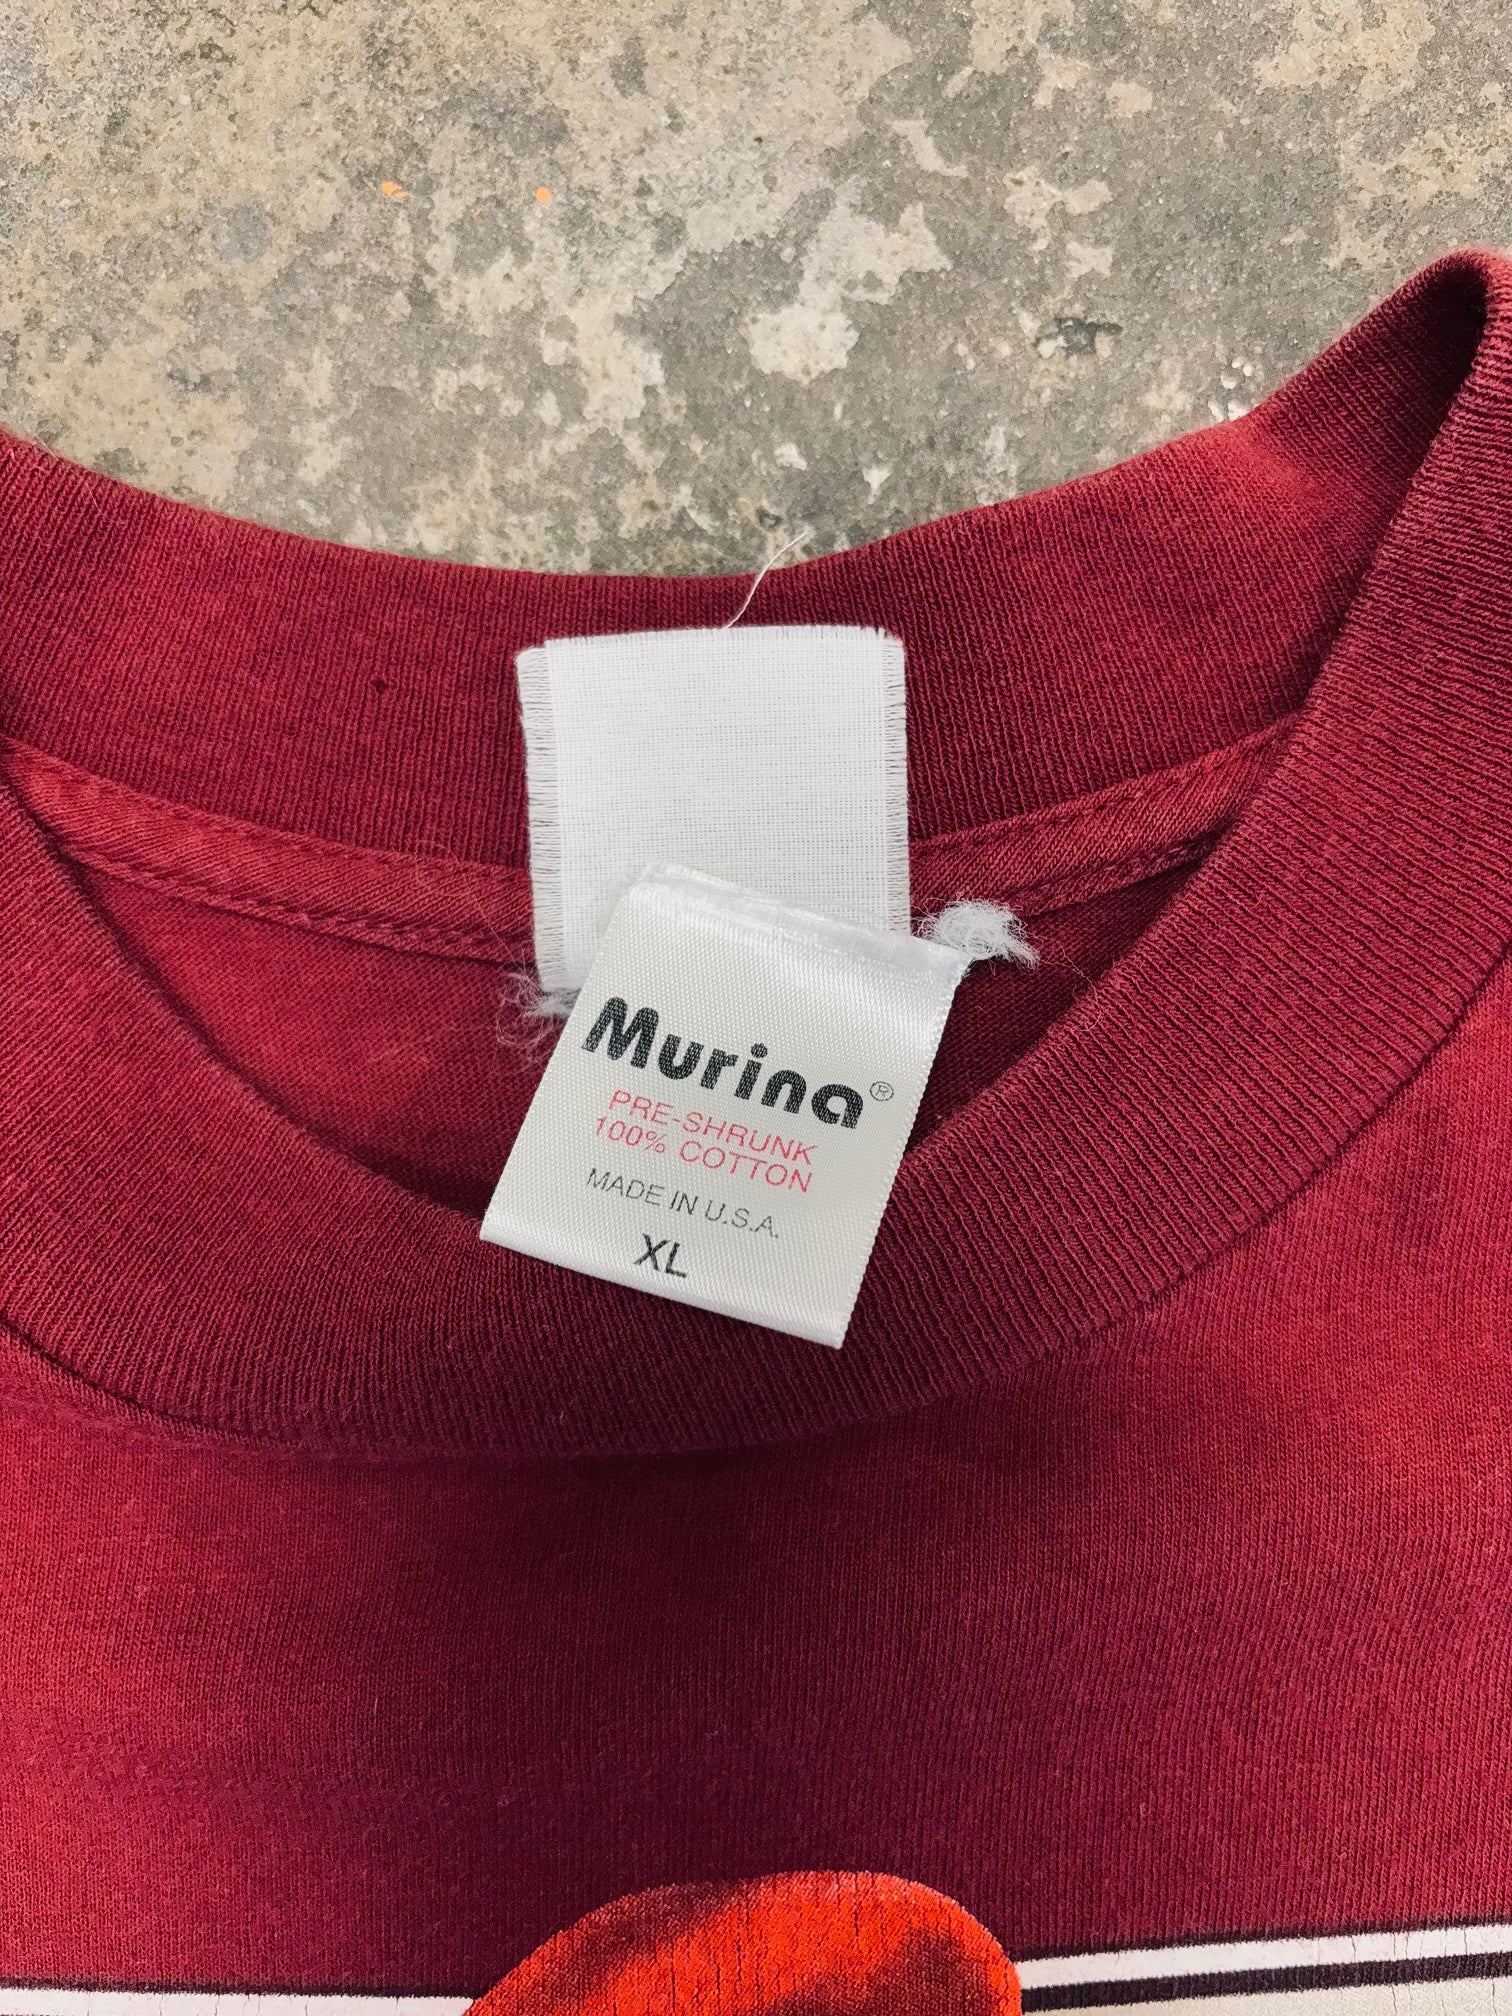 Murina®
PRE-SHRUNK
100% COTTON
MADE IN U.S.A.
XL